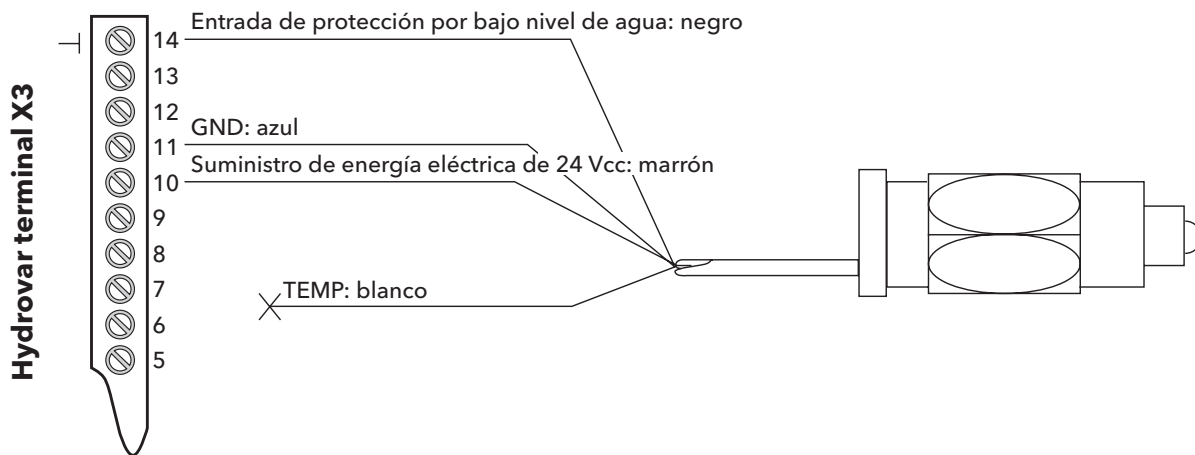 Hydrovar terminal X3
14 Entrada de protección por bajo nivel de agua: negro
13
12
11 GND: azul
10 Suministro de energía eléctrica de 24 Vcc: marrón
9
8
7
6
5
TEMP: blanco